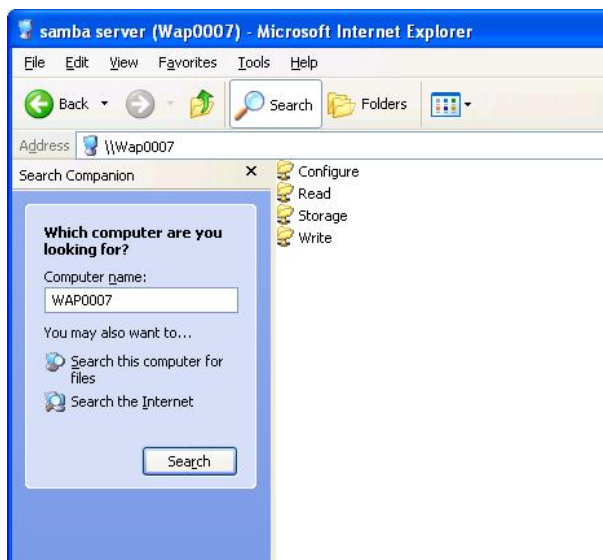 samba server (Wap0007) - Microsoft Internet Explorer
File Edit View Favorites Tools Help
Back Search Folders
Address \\Wap0007
Search Companion
Which computer are you
looking for?
Computer name:
WAP0007
You may also want to...
Search this computer for
files
Search the Internet
Search
Configure
Read
Storage
Write